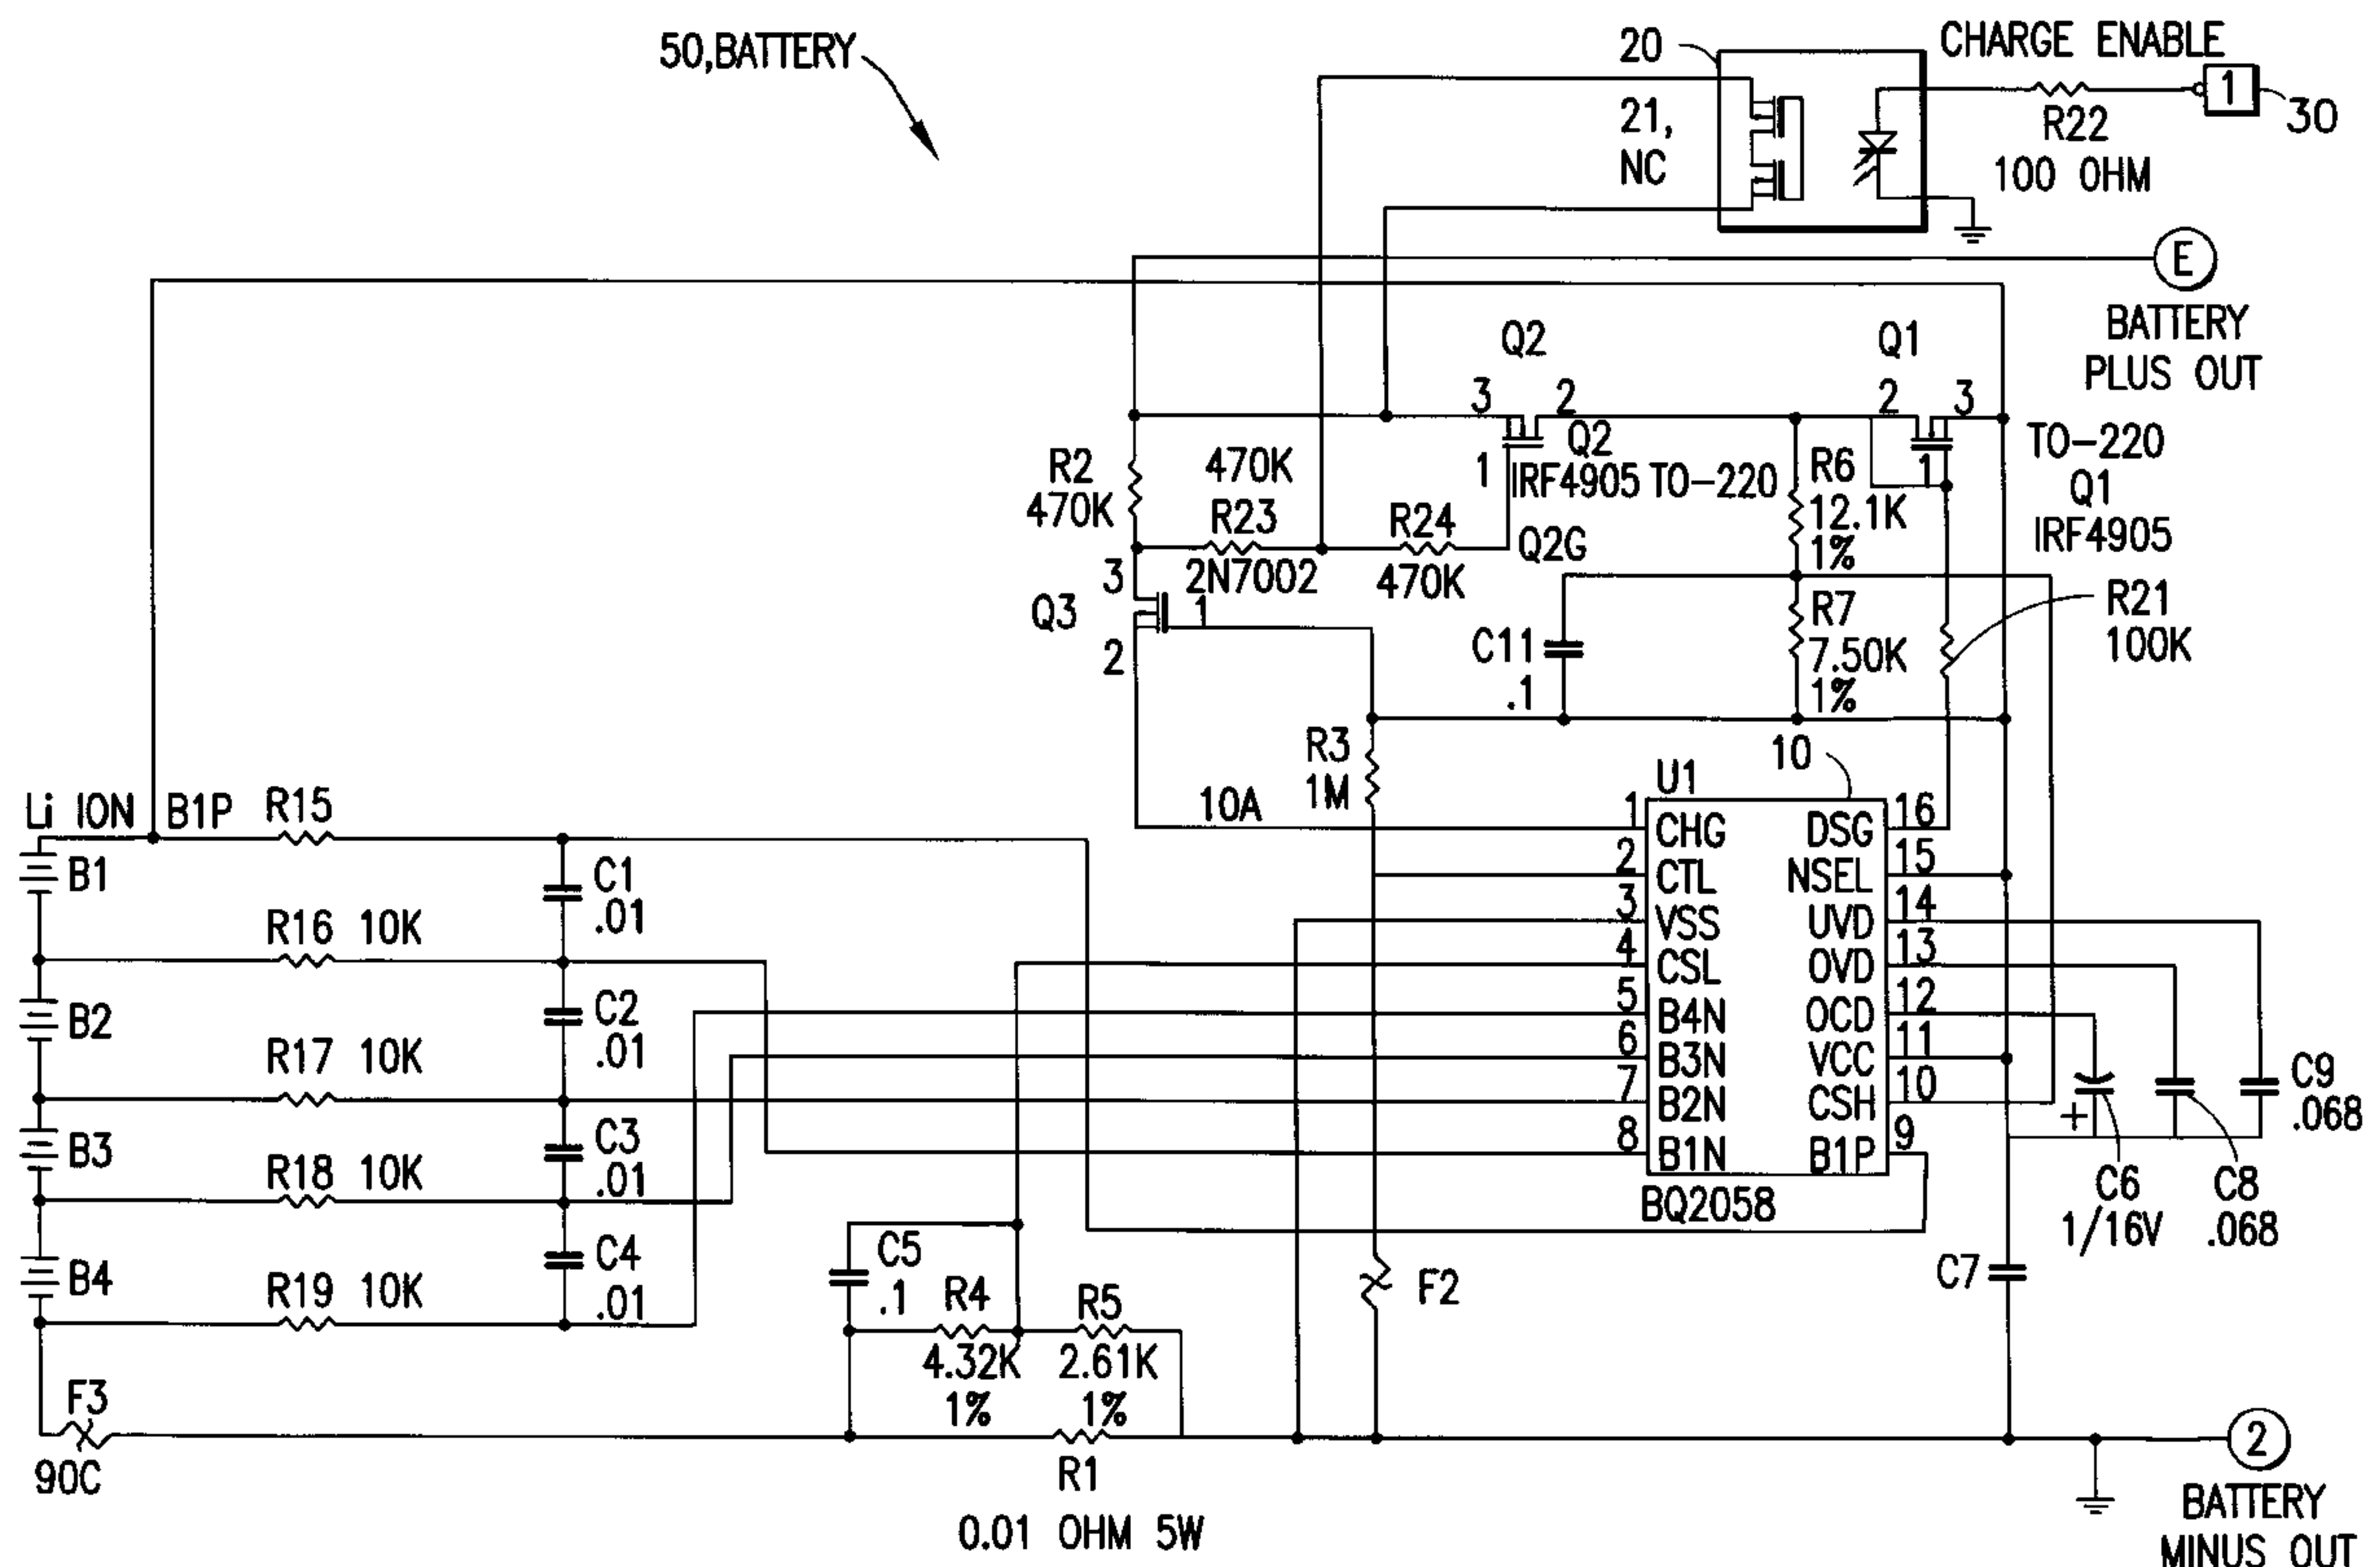 50,BATTERY
20
21,
NC
CHARGE ENABLE
1
30
R22
100 OHM
E
BATTERY
PLUS OUT
Q2
Q1
3
2
2
3
Q2
1
IRF4905 TO-220
R6
12.1K
1%
1
TO-220
Q1
IRF4905
R2
470K
470K
R23
2N7002
R24
470K
Q2G
3
Q3
1
2
C11
.1
R7
7.50K
1%
R21
100K
R3
1M
10
U1
10A
1
CHG
DSG
16
2
CTL
NSEL
15
3
VSS
UVD
14
4
CSL
OVD
13
5
B4N
OCD
12
6
B3N
VCC
11
7
B2N
CSH
10
8
B1N
B1P
9
BQ2058
Li ION
B1P
R15
B1
C1
.01
R16 10K
B2
C2
.01
R17 10K
B3
C3
.01
R18 10K
B4
C4
.01
R19 10K
C5
.1
R4
4.32K
1%
R5
2.61K
1%
F2
C9
.068
+
C6
1/16V
C8
.068
C7
F3
90C
R1
0.01 OHM 5W
2
BATTERY
MINUS OUT